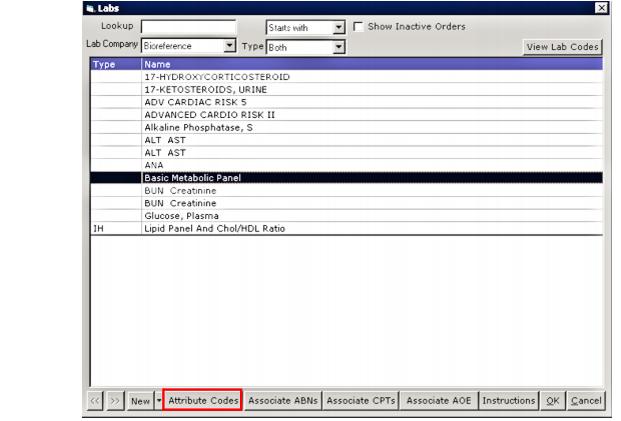 Labs
Lookup Starts with Show Inactive Orders
Lab Company Bioreference Type Both View Lab Codes
Type Name
17-HYDROXYCORTICOSTEROID
17-KETOSTEROIDS, URINE
ADV CARDIAC RISK 5
ADVANCED CARDIO RISK II
Alkaline Phosphatase, S
ALT AST
ALT AST
ANA
Basic Metabolic Panel
BUN Creatinine
BUN Creatinine
Glucose, Plasma
IH Lipid Panel And Chol/HDL Ratio
<< >> New Attribute Codes Associate ABNs Associate CPTs Associate AOE Instructions OK Cancel